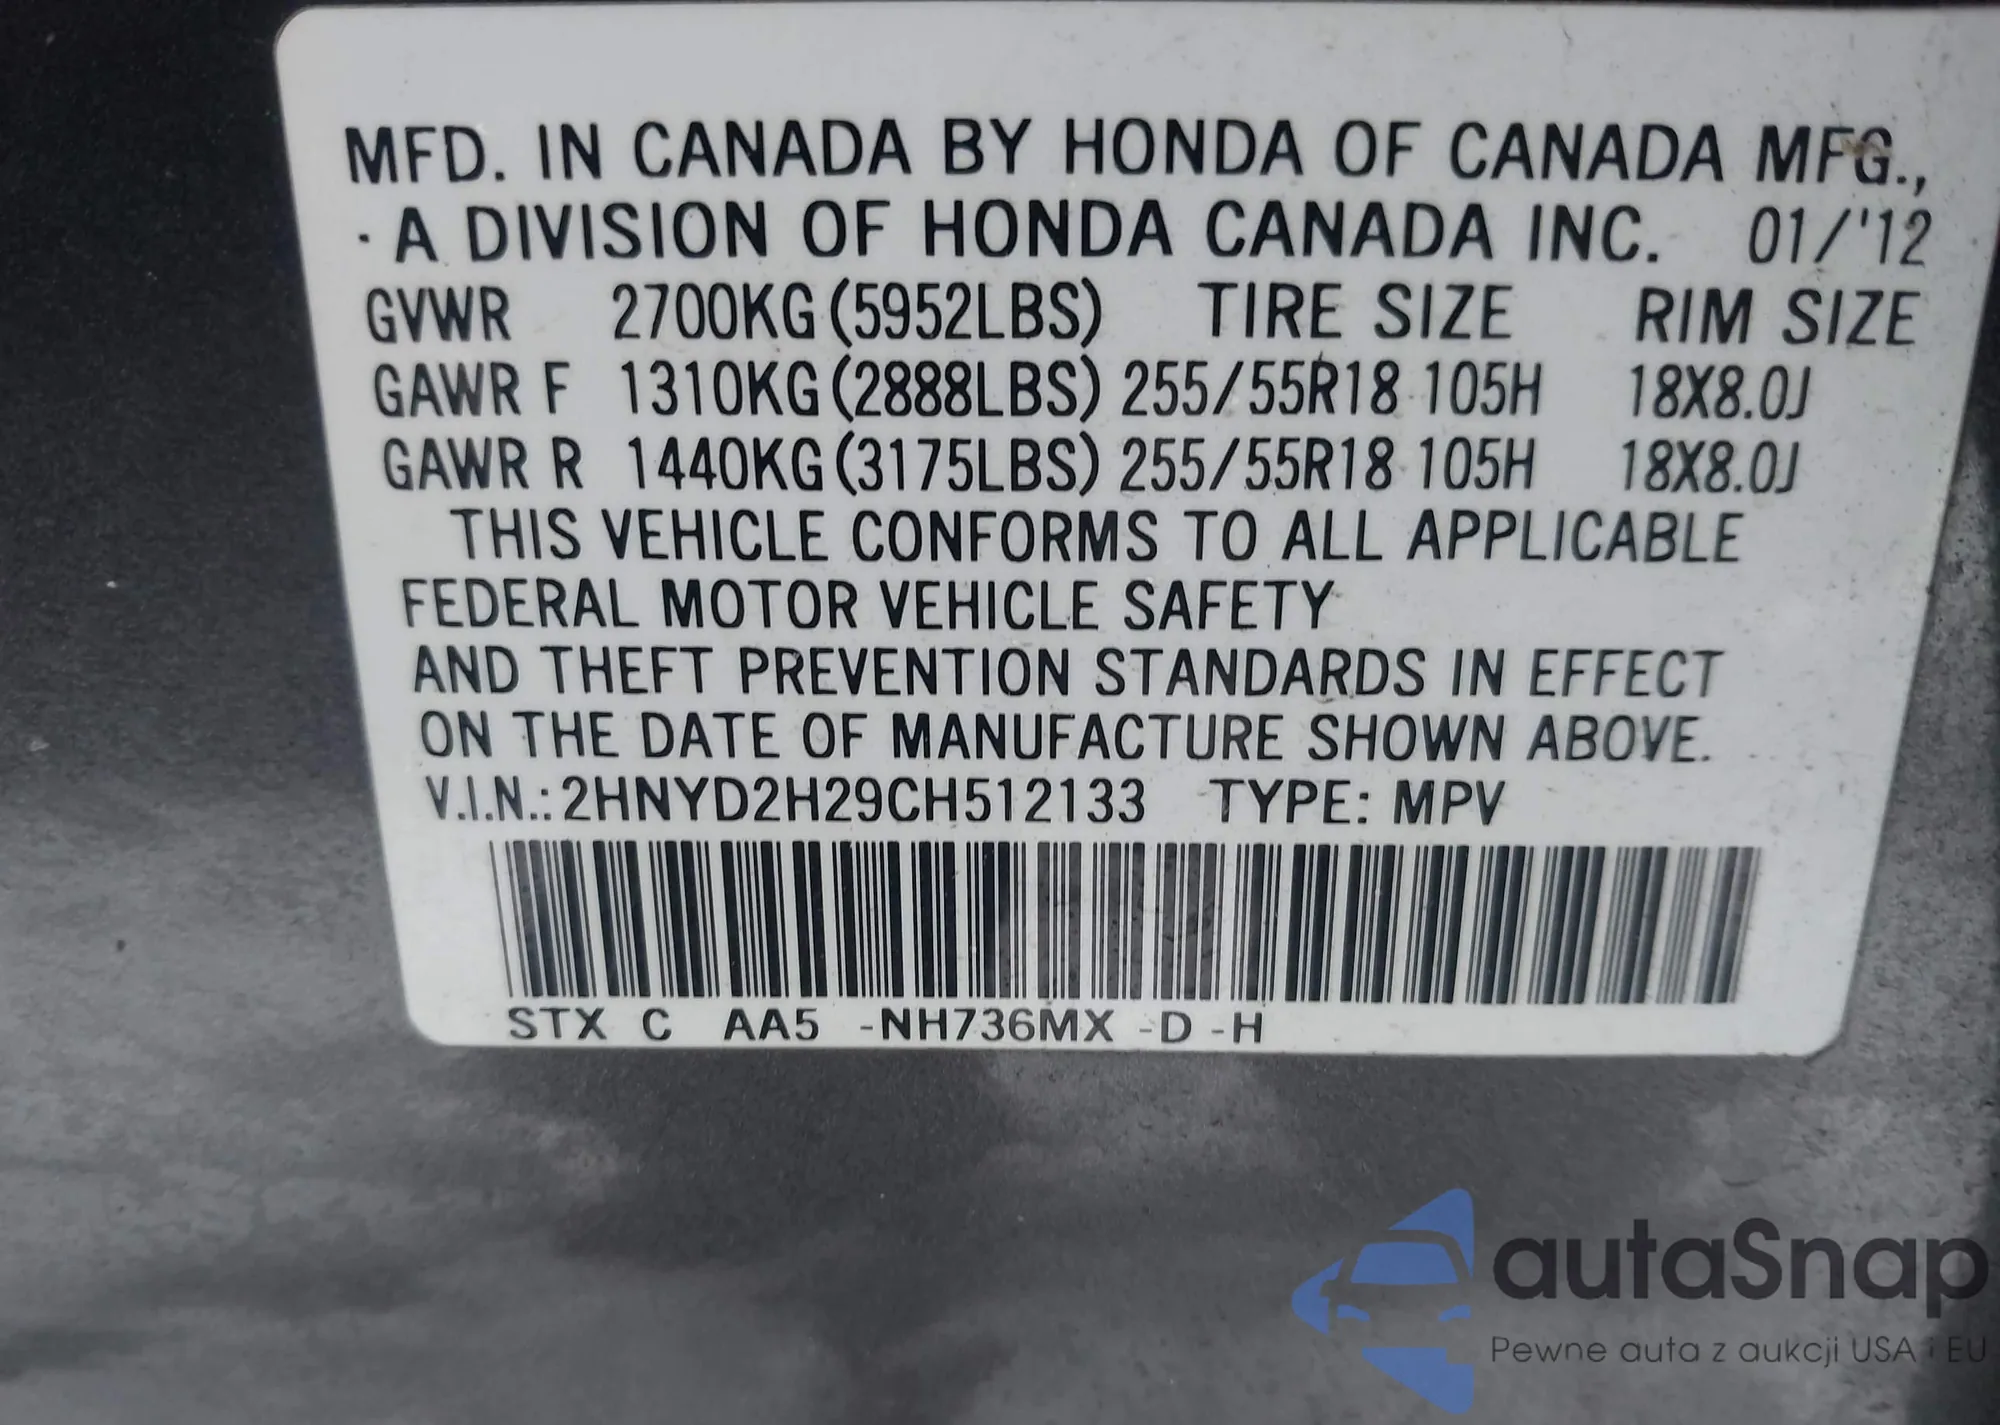 MFD. IN CANADA BY HONDA OF CANADA MFG.,
· A DIVISION OF HONDA CANADA INC. 01/'12
GVWR 2700KG(5952LBS) TIRE SIZE RIM SIZE
GAWR F 1310KG(2888LBS) 255/55R18 105H 18X8.0J
GAWR R 1440KG(3175LBS) 255/55R18 105H 18X8.0J
THIS VEHICLE CONFORMS TO ALL APPLICABLE
FEDERAL MOTOR VEHICLE SAFETY
AND THEFT PREVENTION STANDARDS IN EFFECT
ON THE DATE OF MANUFACTURE SHOWN ABOVE.
V.I.N.: 2HNYD2H29CH512133 TYPE: MPV
STX C AA5 -NH736MX -D -H
autaSnap
Pewne auta z aukcji USA i EU